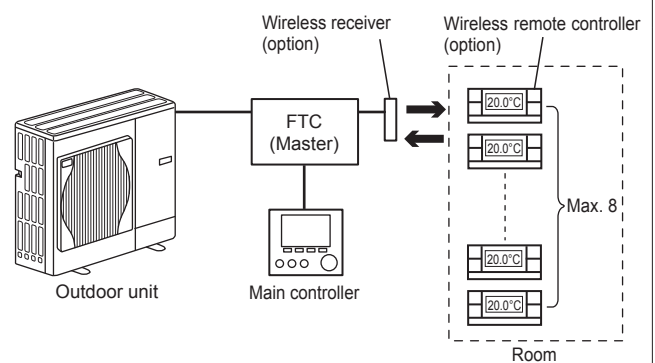 Wireless receiver
(option)
Wireless remote controller
(option)
20.0°C
20.0°C
FTC
(Master)
Max. 8
20.0°C
20.0°C
Outdoor unit
Main controller
Room